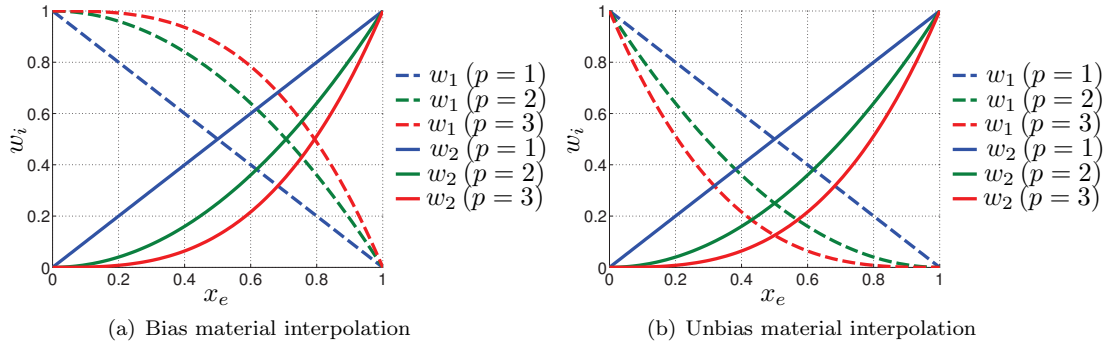 1
0.8
0.6
0.4
0.2
0
w_i
0 0.2 0.4 0.6 0.8 1
x_e
w_1 (p = 1)
w_1 (p = 2)
w_1 (p = 3)
w_2 (p = 1)
w_2 (p = 2)
w_2 (p = 3)
(a) Bias material interpolation
1
0.8
0.6
0.4
0.2
0
w_i
0 0.2 0.4 0.6 0.8 1
x_e
w_1 (p = 1)
w_1 (p = 2)
w_1 (p = 3)
w_2 (p = 1)
w_2 (p = 2)
w_2 (p = 3)
(b) Unbias material interpolation